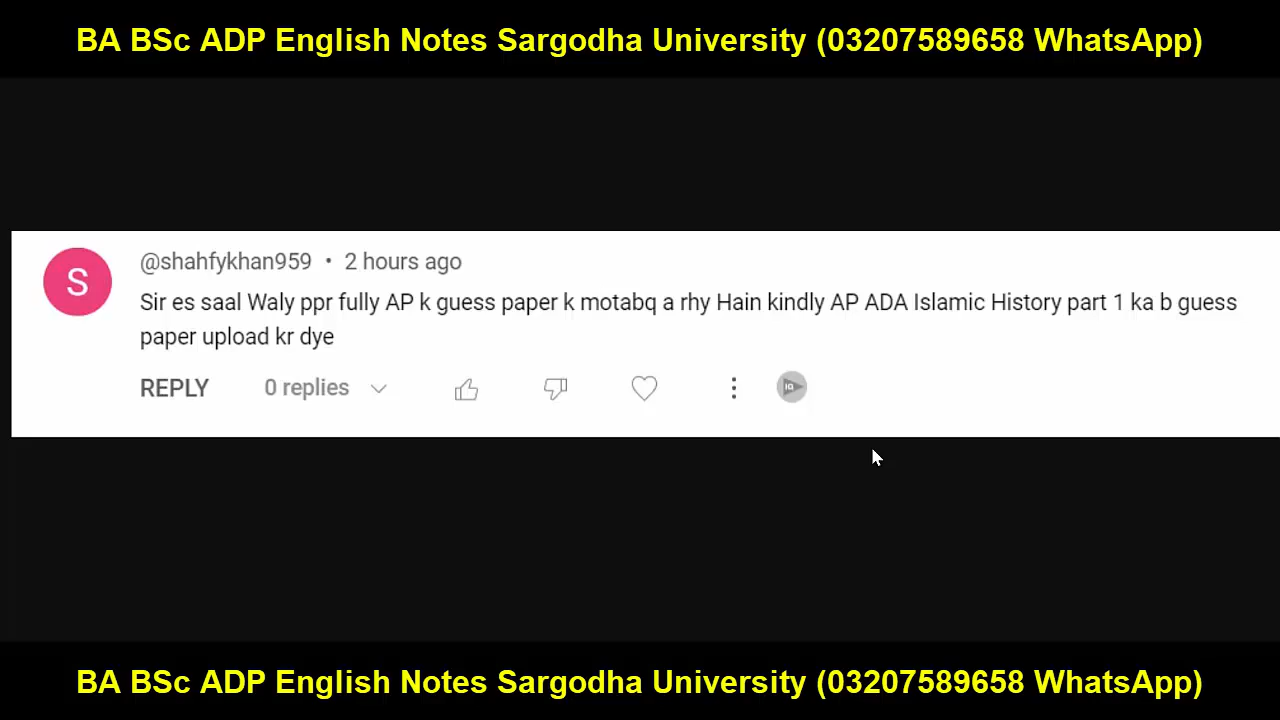 BA BSc ADP English Notes Sargodha University (03207589658 WhatsApp)
S
@shahfykhan959 • 2 hours ago
Sir es saal Waly ppr fully AP k guess paper k motabq a rhy Hain kindly AP ADA Islamic History part 1 ka b guess
paper upload kr dye
REPLY 0 replies
IQ
BA BSc ADP English Notes Sargodha University (03207589658 WhatsApp)